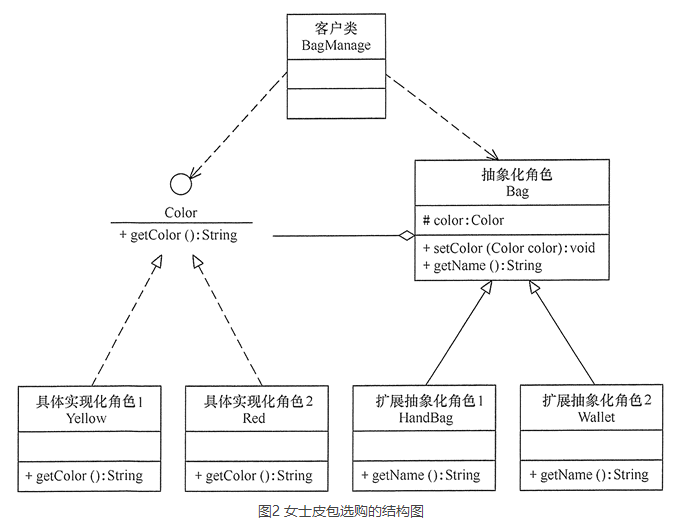 客户类
BagManage
Color
+ getColor ():String
抽象化角色
Bag
# color:Color
+ setColor (Color color):void
+ getName ():String
具体实现化角色1
Yellow
+ getColor ():String
具体实现化角色2
Red
+ getColor ():String
扩展抽象化角色1
HandBag
+ getName ():String
扩展抽象化角色2
Wallet
+ getName ():String
图2 女士皮包选购的结构图